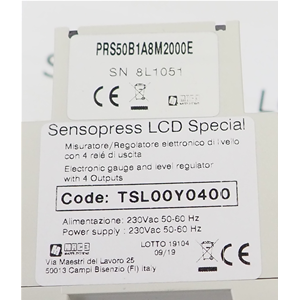 PRS50B1A8M2000E
SN 8L1051
Sensopress LCD Special
Misuratore/Regolatore elettronico di livello
con 4 relé di uscita
Electronic gauge and level regulator
with 4 Outputs
Code: TSL00Y0400
Alimentazione: 230Vac 50-60 Hz
Power supply : 230Vac 50-60 Hz
LOTTO 19104
09/19
Via Maestri del Lavoro 25
50013 Campi Bisenzio (FI) Italy